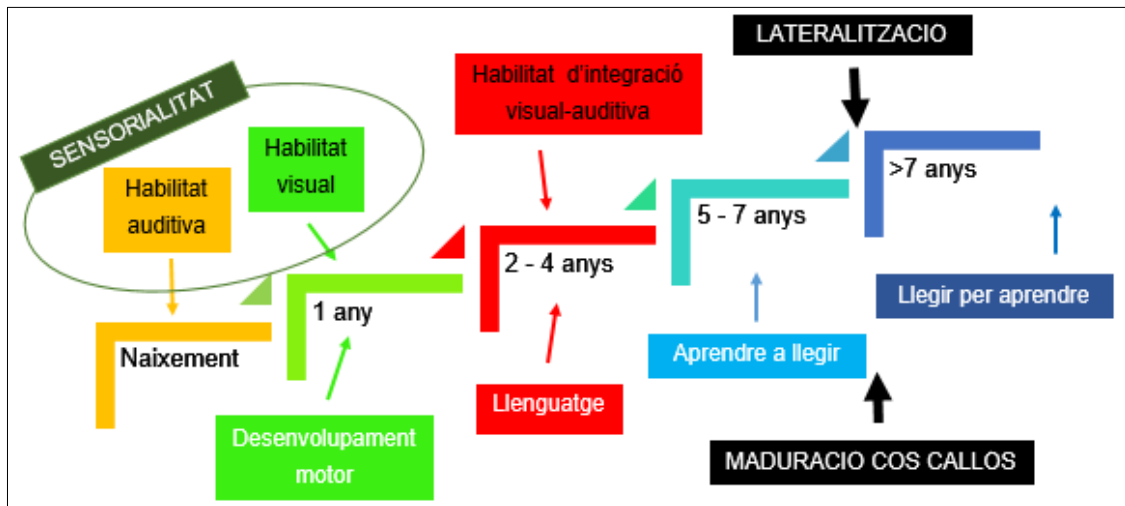 LATERALITZACIO
Habilitat d'integració
visual-auditiva
SENSORIALITAT
Habilitat
visual
Habilitat
auditiva
>7 anys
5 - 7 anys
2 - 4 anys
1 any
Naixement
Llegir per aprendre
Aprendre a llegir
Llenguatge
Desenvolupament
motor
MADURACIO COS CALLOS